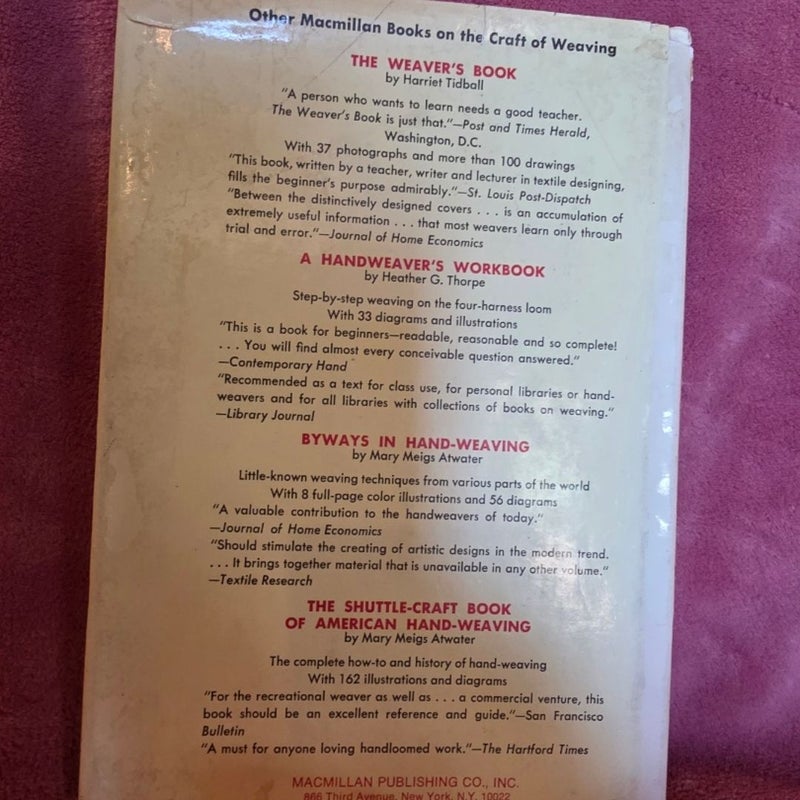 Other Macmillan Books on the Craft of Weaving
THE WEAVER'S BOOK
by Harriet Tidball
"A person who wants to learn needs a good teacher.
The Weaver's Book is just that."—Post and Times Herald,
Washington, D.C.
With 37 photographs and more than 100 drawings
"This book, written by a teacher, writer and lecturer in textile designing,
fills the beginner's purpose admirably."—St. Louis Post-Dispatch
"Between the distinctively designed covers . . . is an accumulation of
extremely useful information . . . that most weavers learn only through
trial and error."—Journal of Home Economics
A HANDWEAVER'S WORKBOOK
by Heather G. Thorpe
Step-by-step weaving on the four-harness loom
With 33 diagrams and illustrations
"This is a book for beginners—readable, reasonable and so complete!
. . . You will find almost every conceivable question answered."
—Contemporary Hand
"Recommended as a text for class use, for personal libraries or hand-
weavers and for all libraries with collections of books on weaving."
—Library Journal
BYWAYS IN HAND-WEAVING
by Mary Meigs Atwater
Little-known weaving techniques from various parts of the world
With 8 full-page color illustrations and 56 diagrams
"A valuable contribution to the handweavers of today."
—Journal of Home Economics
"Should stimulate the creating of artistic designs in the modern trend.
. . . It brings together material that is unavailable in any other volume."
—Textile Research
THE SHUTTLE-CRAFT BOOK
OF AMERICAN HAND-WEAVING
by Mary Meigs Atwater
The complete how-to and history of hand-weaving
With 162 illustrations and diagrams
"For the recreational weaver as well as . . . a commercial venture, this
book should be an excellent reference and guide."—San Francisco
Bulletin
"A must for anyone loving handloomed work."—The Hartford Times
MACMILLAN PUBLISHING CO., INC.
866 Third Avenue, New York, N.Y. 10022